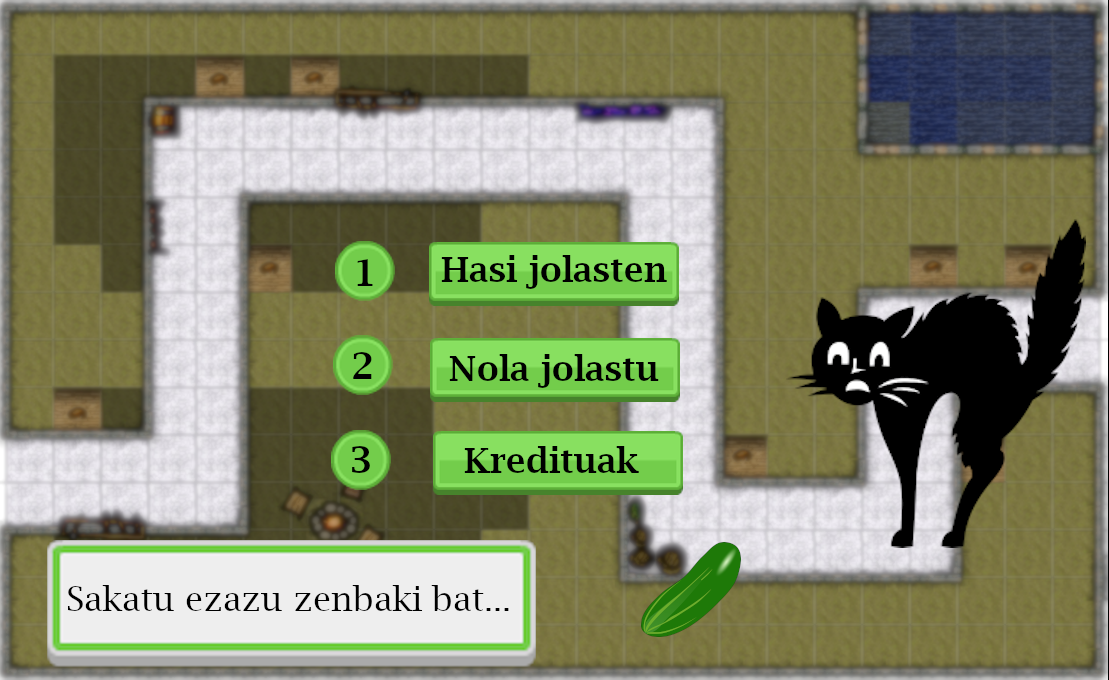 1 Hasi jolasten
2 Nola jolastu
3 Kredituak
Sakatu ezazu zenbaki bat...